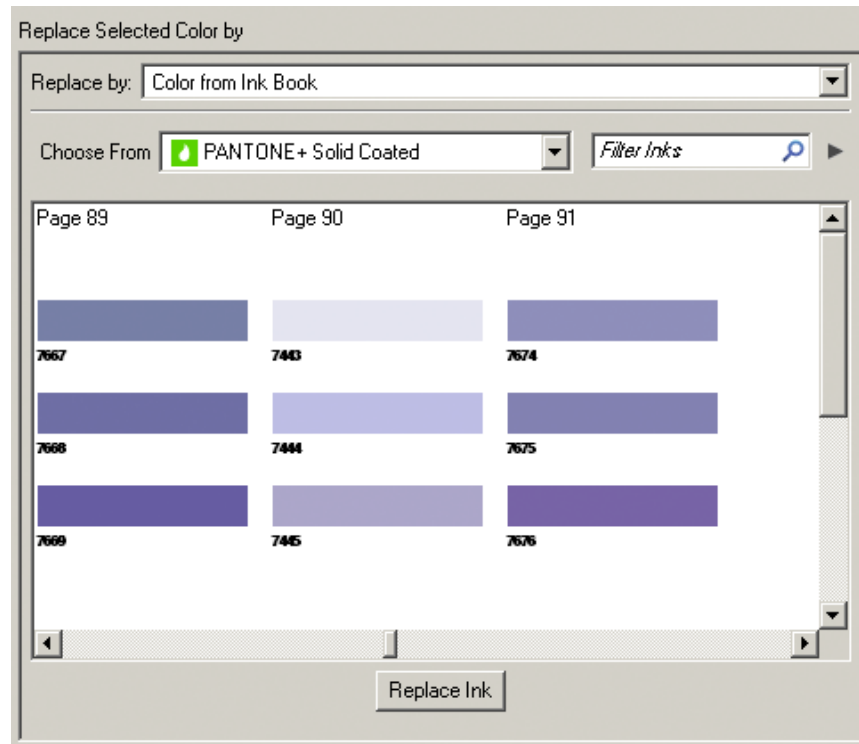 Replace Selected Color by
Replace by: Color from Ink Book
Choose From PANTONE+ Solid Coated Filter Inks
Page 89 Page 90 Page 91
7667 7443 7674
7668 7444 7675
7669 7445 7676
Replace Ink